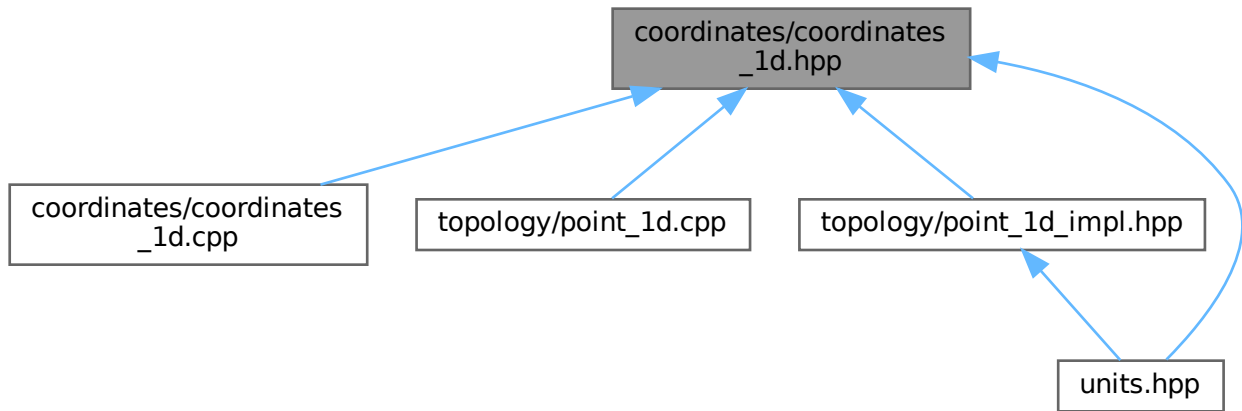 coordinates/coordinates
_1d.hpp
coordinates/coordinates
_1d.cpp
topology/point_1d.cpp
topology/point_1d_impl.hpp
units.hpp